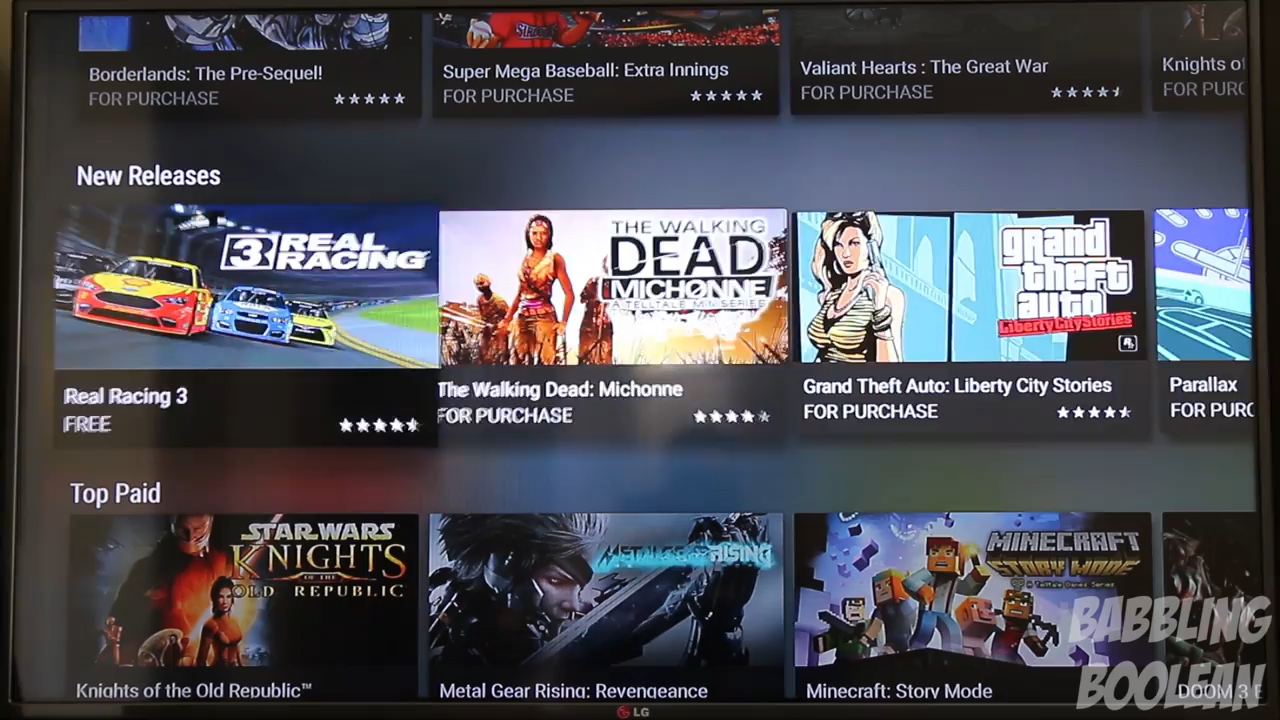 Borderlands: The Pre-Sequel!
FOR PURCHASE
Super Mega Baseball: Extra Innings
FOR PURCHASE
Valiant Hearts : The Great War
FOR PURCHASE
Knights of
FOR PURC
New Releases
3 REAL RACING
THE WALKING
DEAD
MICHONNE
A TELLTALE MINISERIES
grand
theft
auto
Liberty City Stories
R
Real Racing 3
FREE
The Walking Dead: Michonne
FOR PURCHASE
Grand Theft Auto: Liberty City Stories
FOR PURCHASE
Parallax
FOR PURC
Top Paid
STAR WARS
KNIGHTS
OF THE
OLD REPUBLIC
METAL GEAR RISING
MINECRAFT
STORY MODE
A Telltale Games Series
Knights of the Old Republic™
Metal Gear Rising: Revengeance
Minecraft: Story Mode
DOOM 3
BABBLING
BOOLEAN
LG